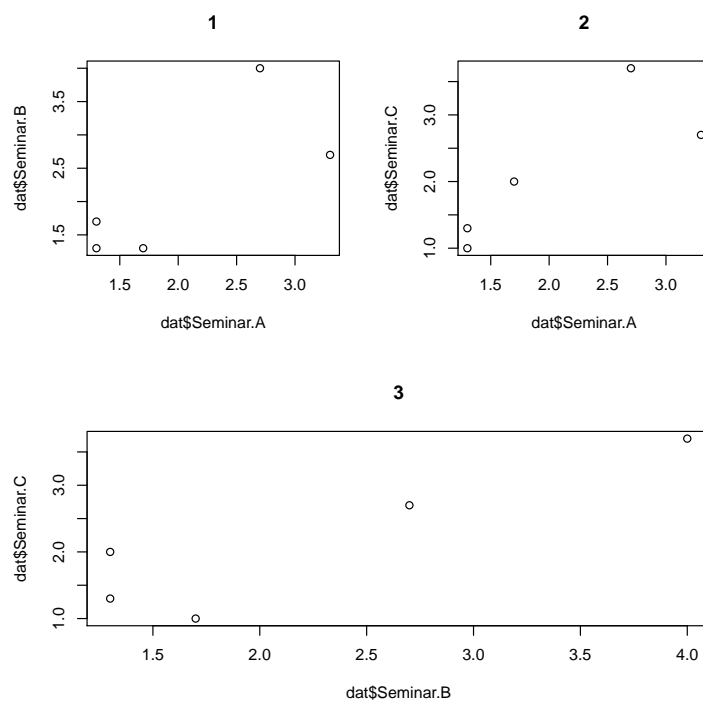 1
dat$Seminar.B
1.5 2.5 3.5
1.5 2.0 2.5 3.0
dat$Seminar.A
2
dat$Seminar.C
1.0 2.0 3.0
1.5 2.0 2.5 3.0
dat$Seminar.A
3
dat$Seminar.C
1.0 2.0 3.0
1.5 2.0 2.5 3.0 3.5 4.0
dat$Seminar.B